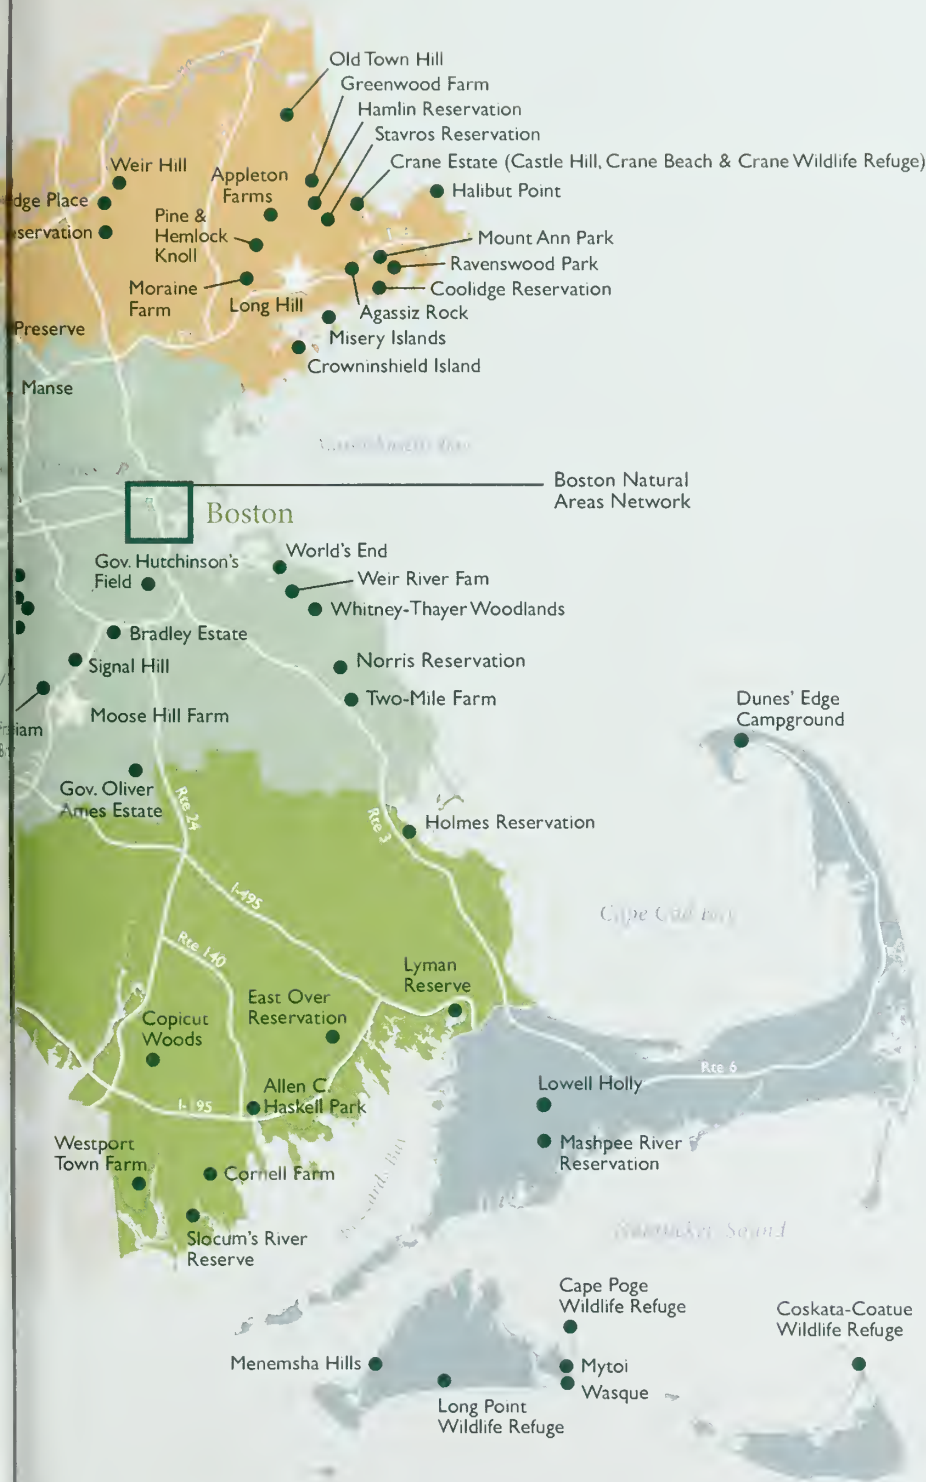 Old Town Hill
Greenwood Farm
Hamlin Reservation
Stavros Reservation
Crane Estate (Castle Hill, Crane Beach & Crane Wildlife Refuge)
Weir Hill
Appleton
Farms
Halibut Point
dge Place
Pine &
Hemlock
Knoll
servation
Mount Ann Park
Ravenswood Park
Moraine
Farm
Long Hill
Coolidge Reservation
Agassiz Rock
Preserve
Misery Islands
Crowninshield Island
Manse
Boston Natural
Areas Network
Boston
World's End
Gov. Hutchinson's
Field
Weir River Fam
Whitney-Thayer Woodlands
Bradley Estate
Signal Hill
Norris Reservation
Two-Mile Farm
Moose Hill Farm
Dunes' Edge
Campground
Gov. Oliver
Ames Estate
Rte 24
Rte 3
Holmes Reservation
I-495
Cape Cod Bay
Rte 140
Lyman
Reserve
East Over
Reservation
Copicut
Woods
Rte 6
Lowell Holly
Allen C.
Haskell Park
I-195
Mashpee River
Reservation
Westport
Town Farm
Cornell Farm
Slocum's River
Reserve
Nantucket Sound
Cape Poge
Wildlife Refuge
Coskata-Coatue
Wildlife Refuge
Menemsha Hills
Mytoi
Wasque
Long Point
Wildlife Refuge